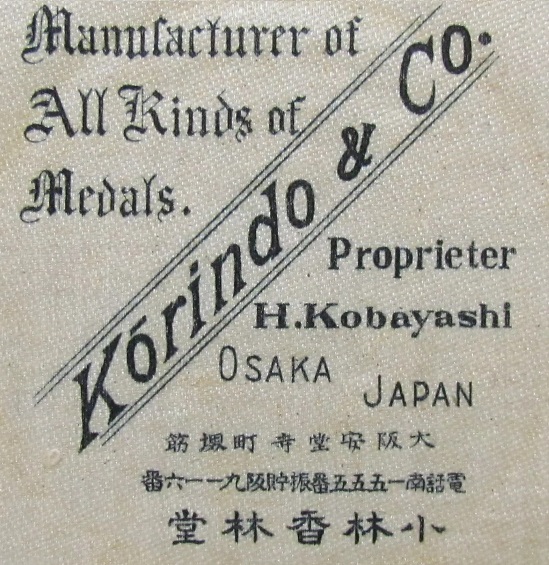 Manufacturer of
All Kinds of
Medals.
Kōrindo & Co.
Proprieter
H.Kobayashi
OSAKA
JAPAN
大阪安堂寺町堺筋
電話南一五五五番振貯阪九一一六番
小林香林堂